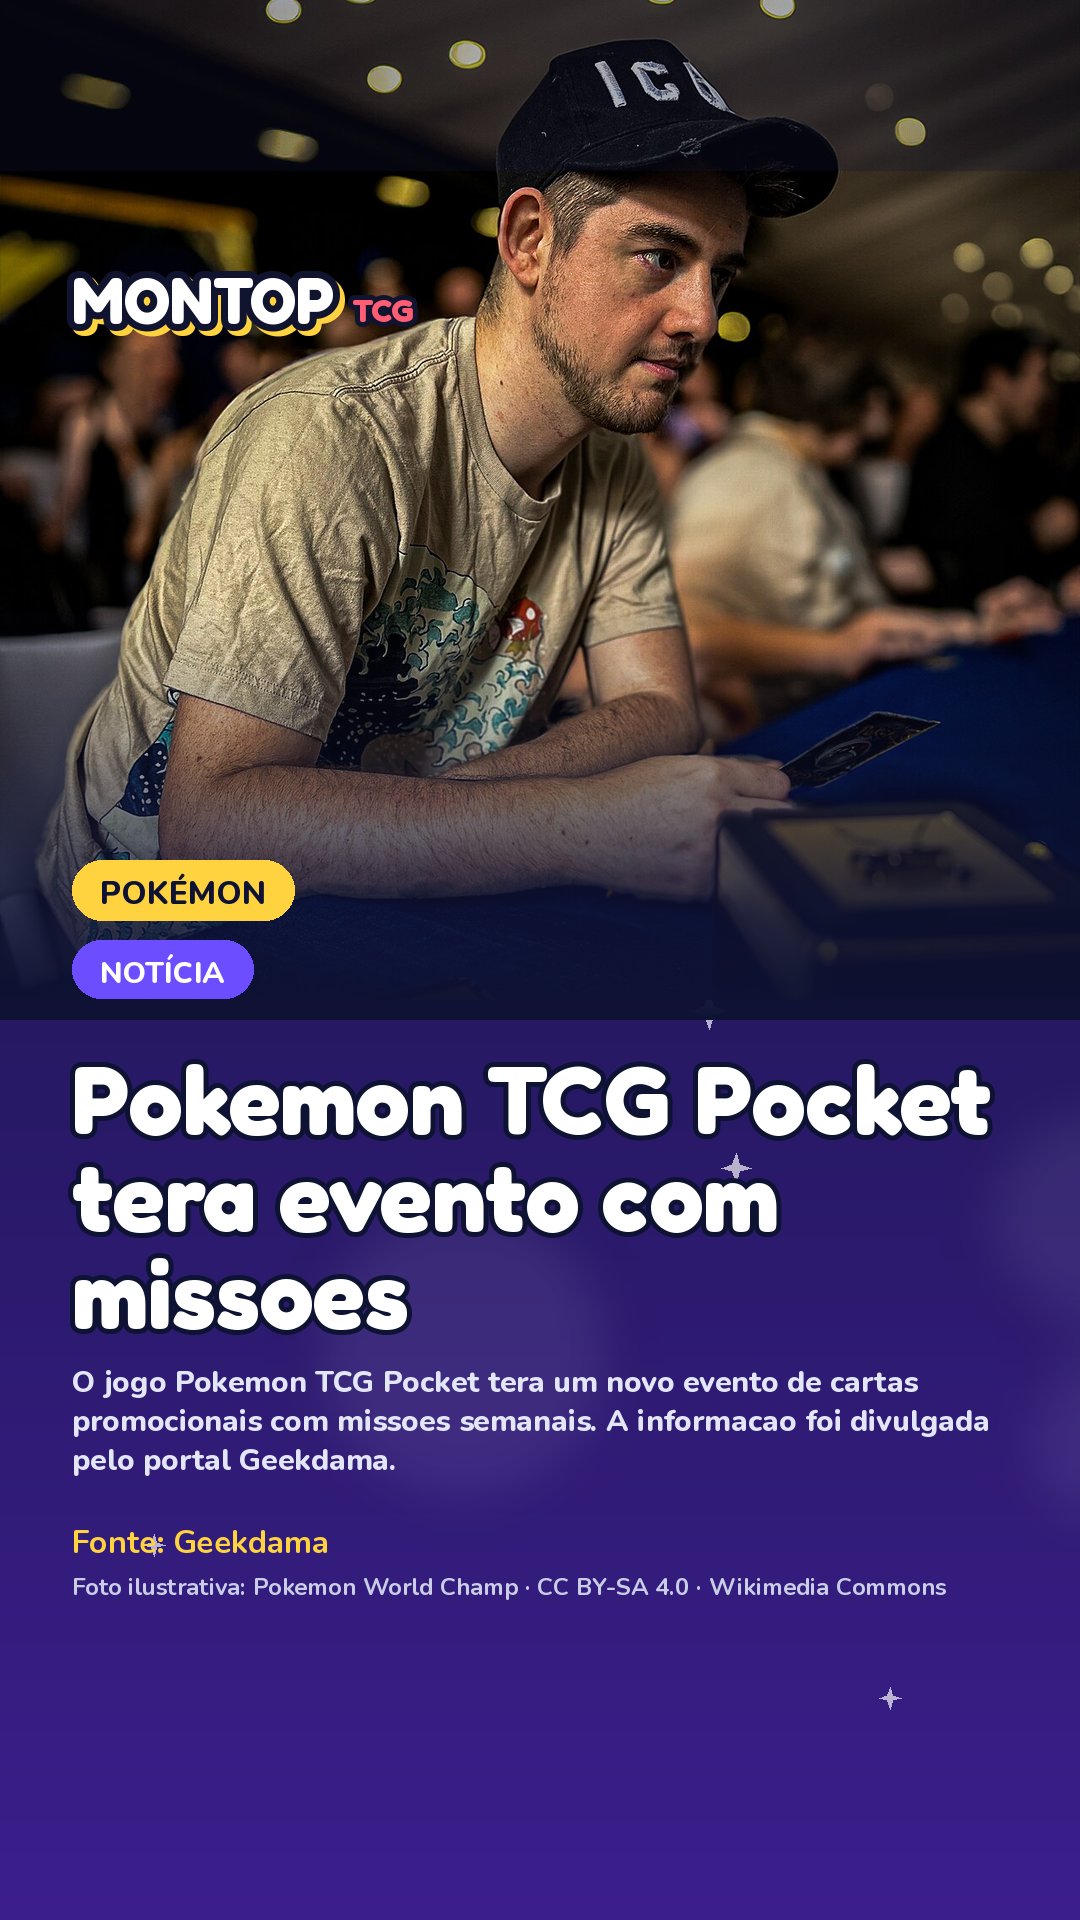 MONTOP TCG
POKÉMON
NOTÍCIA
Pokemon TCG Pocket
tera evento com
missoes
O jogo Pokemon TCG Pocket tera um novo evento de cartas
promocionais com missoes semanais. A informacao foi divulgada
pelo portal Geekdama.
Fonte: Geekdama
Foto ilustrativa: Pokemon World Champ · CC BY-SA 4.0 · Wikimedia Commons